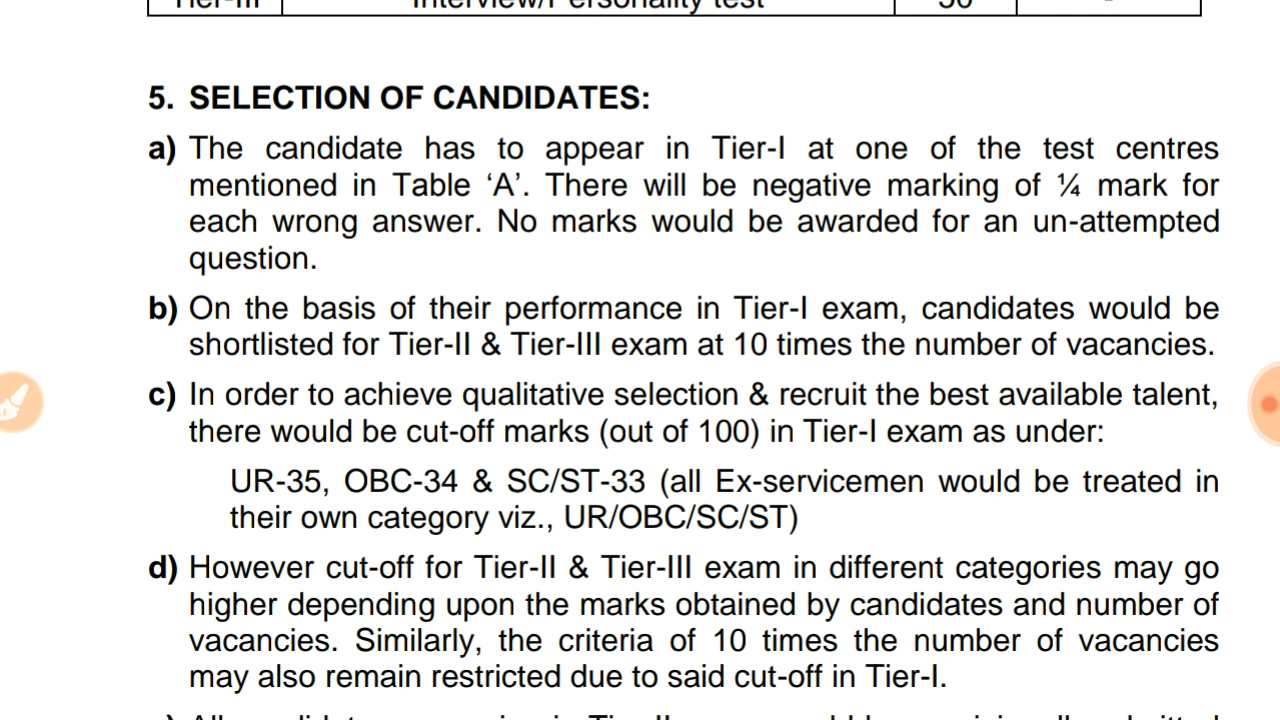 Tier-III Interview/Personality test 50 -
5. SELECTION OF CANDIDATES:
a) The candidate has to appear in Tier-I at one of the test centres
mentioned in Table ‘A’. There will be negative marking of ¼ mark for
each wrong answer. No marks would be awarded for an un-attempted
question.
b) On the basis of their performance in Tier-I exam, candidates would be
shortlisted for Tier-II & Tier-III exam at 10 times the number of vacancies.
c) In order to achieve qualitative selection & recruit the best available talent,
there would be cut-off marks (out of 100) in Tier-I exam as under:
UR-35, OBC-34 & SC/ST-33 (all Ex-servicemen would be treated in
their own category viz., UR/OBC/SC/ST)
d) However cut-off for Tier-II & Tier-III exam in different categories may go
higher depending upon the marks obtained by candidates and number of
vacancies. Similarly, the criteria of 10 times the number of vacancies
may also remain restricted due to said cut-off in Tier-I.